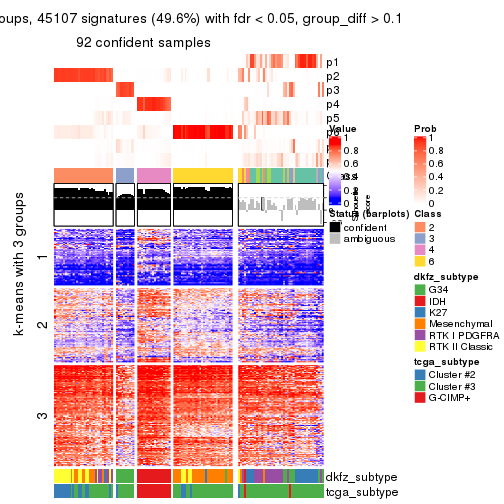 oups, 45107 signatures (49.6%) with fdr < 0.05, group_diff > 0.1
92 confident samples
p1
p2
p3
p4
p5
p6
k-means with 3 groups
1
2
3
Value
1
0.8
0.6
0.4
0.2
0
Prob
1
0.8
0.6
0.4
0.2
0
Status (barplots)
confident
ambiguous
Class
2
3
4
6
dkfz_subtype
G34
IDH
K27
Mesenchymal
RTK I PDGFRA
RTK II Classic
tcga_subtype
Cluster #2
Cluster #3
G-CIMP+
dkfz_subtype
tcga_subtype